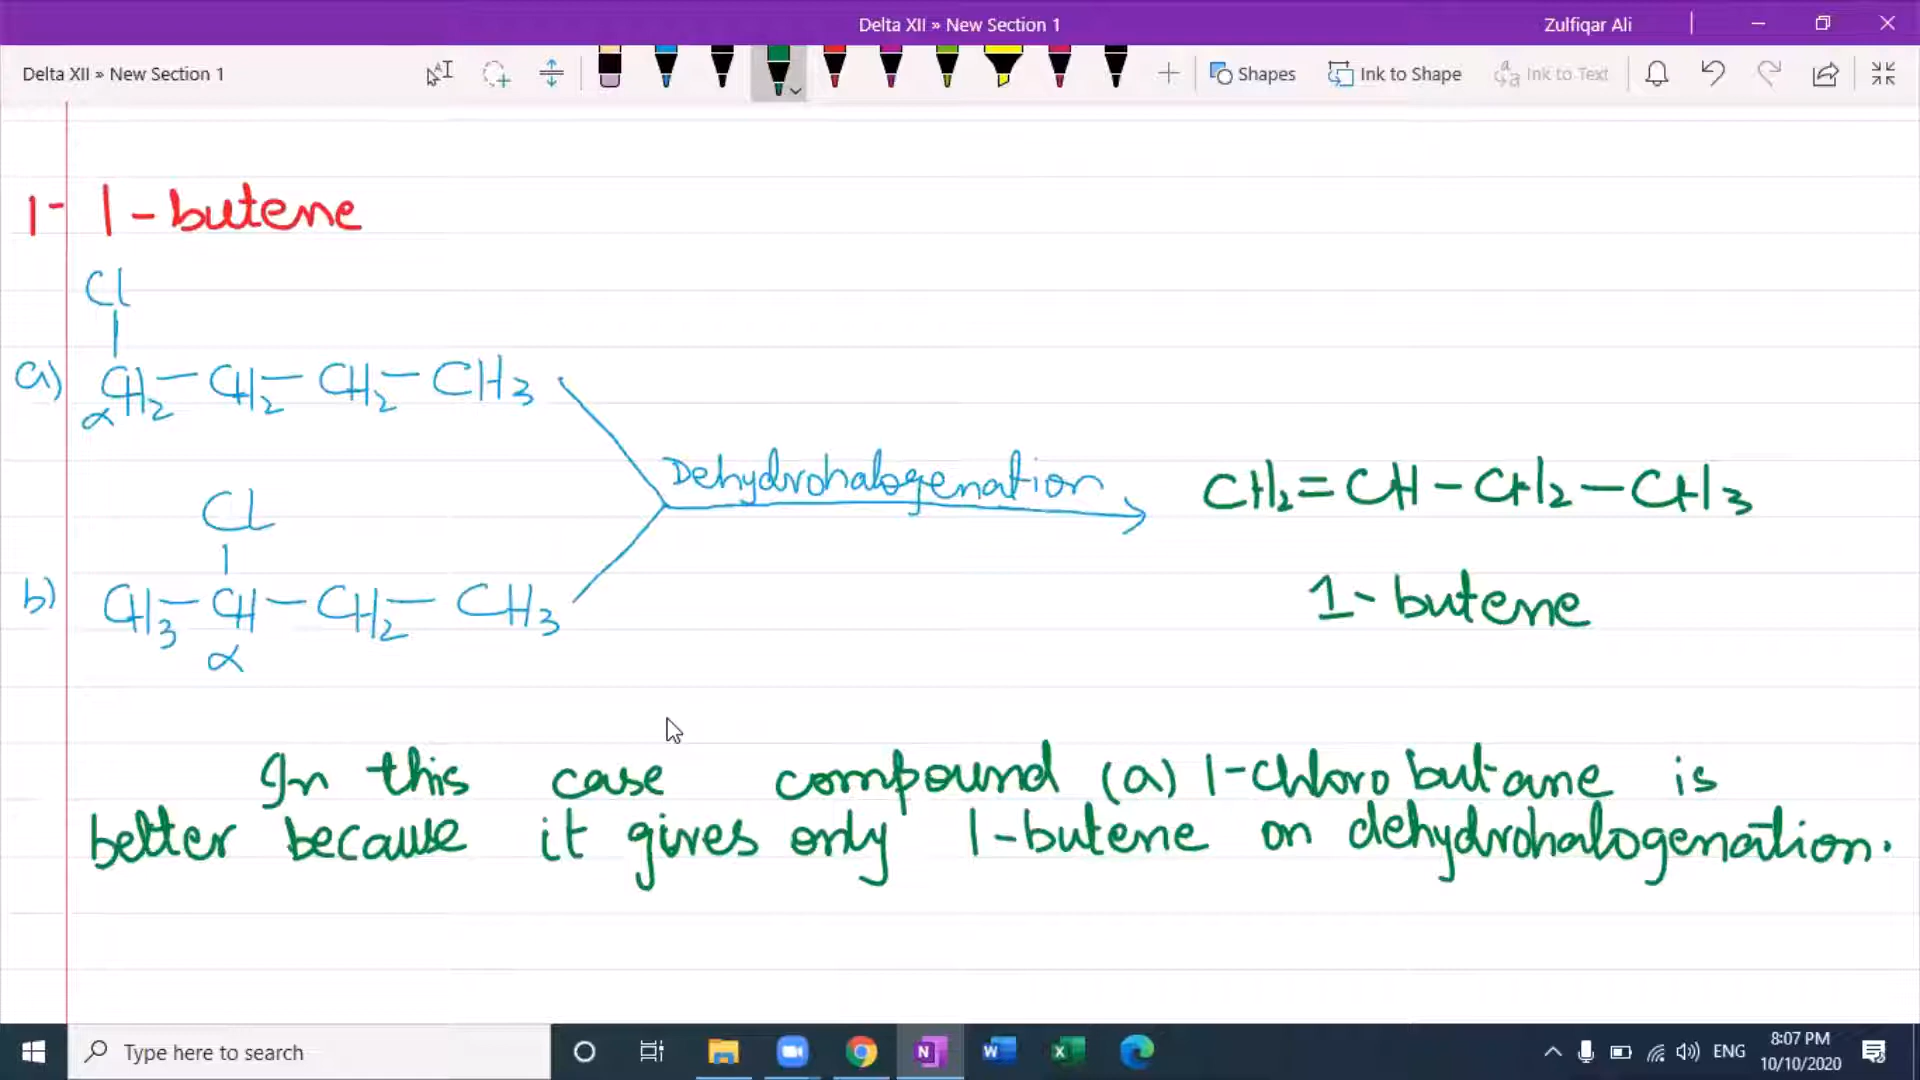 Delta XII » New Section 1
Zulfiqar Ali
Delta XII » New Section 1
Shapes
Ink to Shape
Ink to Text
1- 1-butene
Cl
a) CH2-CH2-CH2-CH3
α
Dehydrohalogenation
CH2=CH-CH2-CH3
Cl
b) CH3-CH-CH2-CH3
α
1-butene
In this case compound (a) 1-chloro butane is
better because it gives only 1-butene on dehydrohalogenation.
Type here to search
ENG
8:07 PM
10/10/2020